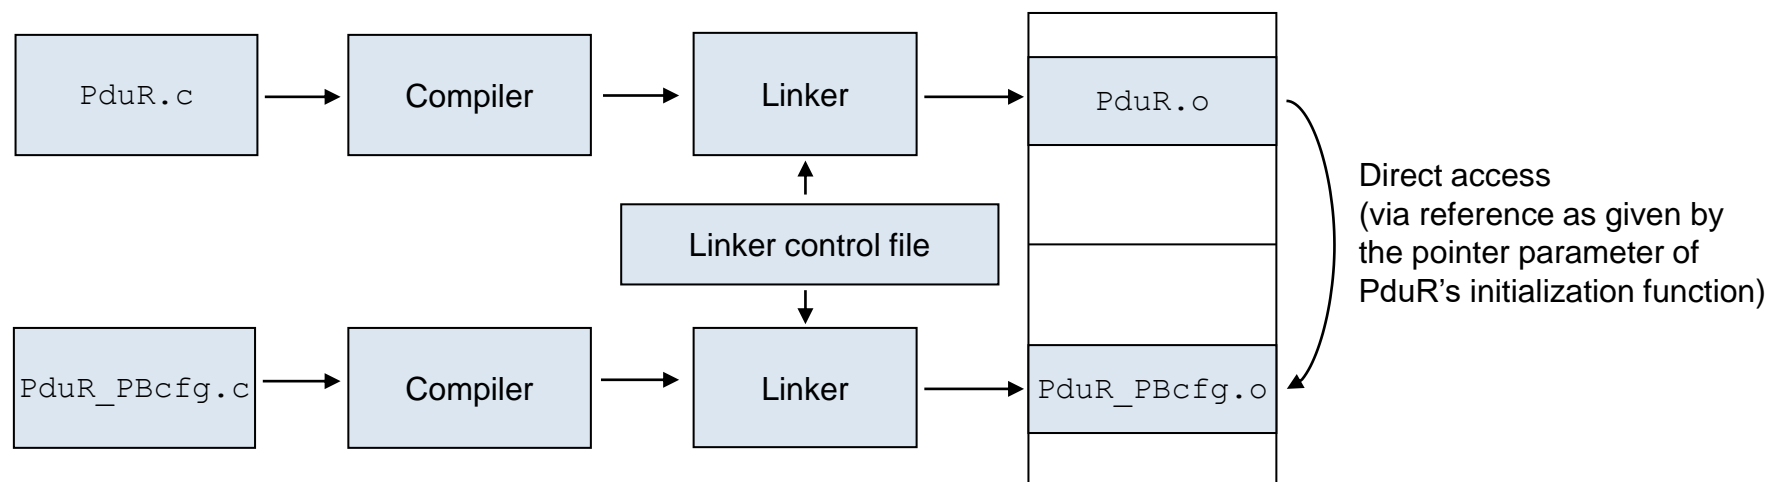 PduR.c
Compiler
Linker
PduR.o
Direct access
(via reference as given by
the pointer parameter of
PduR’s initialization function)
Linker control file
PduR_PBcfg.c
Compiler
Linker
PduR_PBcfg.o